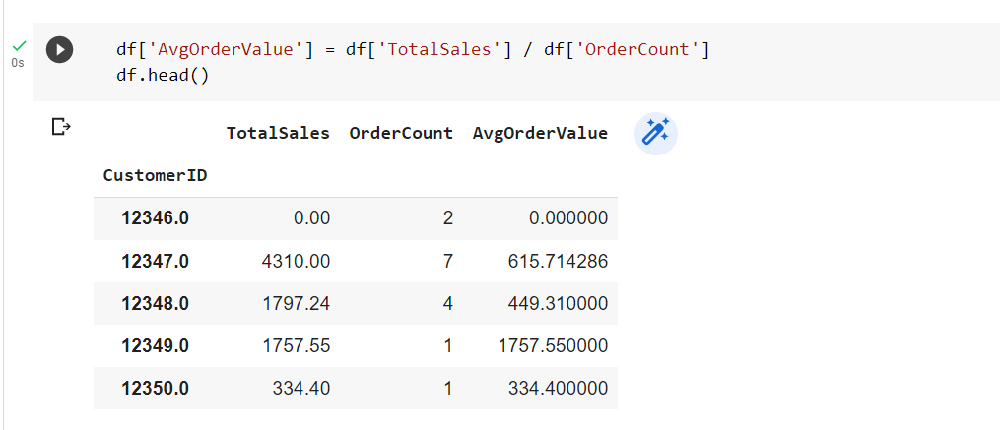 df['AvgOrderValue'] = df['TotalSales'] / df['OrderCount']
0s
df.head()
TotalSales OrderCount AvgOrderValue
CustomerID
12346.0 0.00 2 0.000000
12347.0 4310.00 7 615.714286
12348.0 1797.24 4 449.310000
12349.0 1757.55 1 1757.550000
12350.0 334.40 1 334.400000